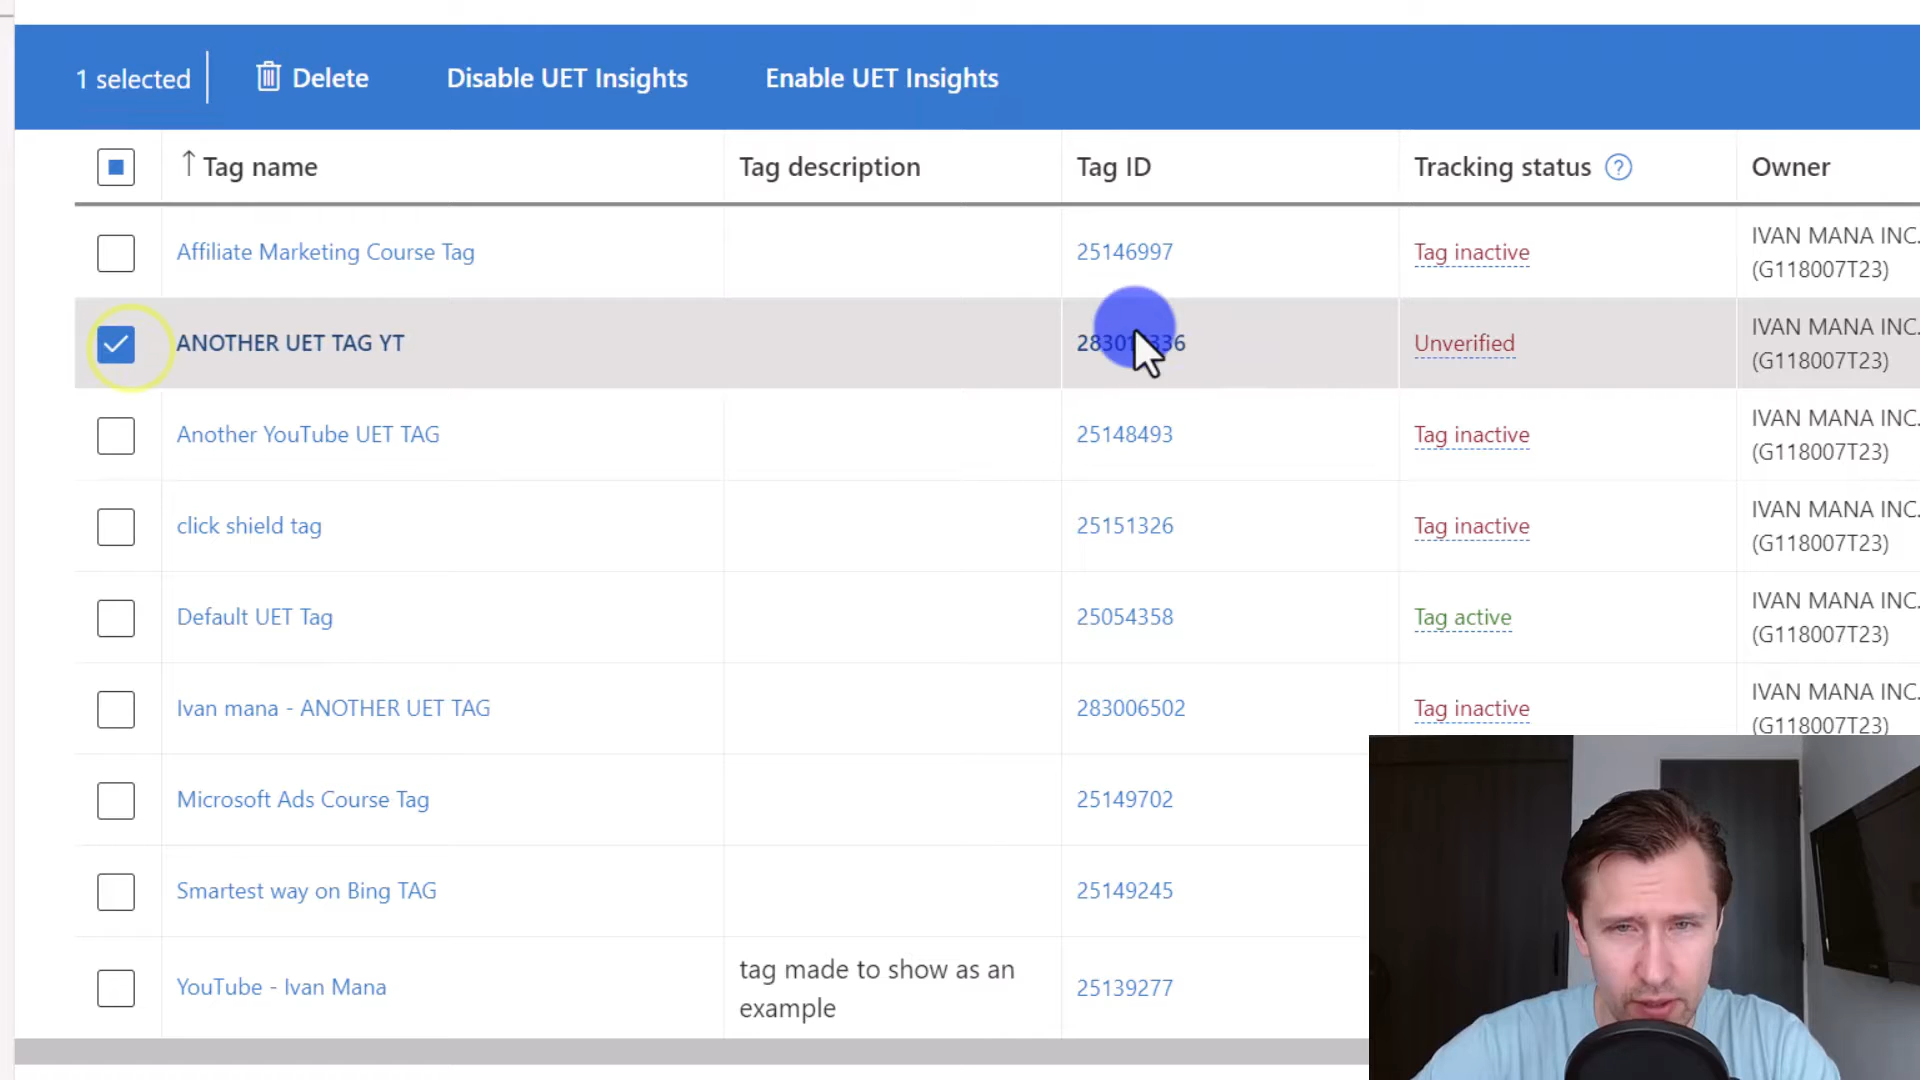 1 selected Delete Disable UET Insights Enable UET Insights
↑ Tag name Tag description Tag ID Tracking status ? Owner
Affiliate Marketing Course Tag 25146997 Tag inactive IVAN MANA INC.
(G118007T23)
ANOTHER UET TAG YT Unverified IVAN MANA INC.
(G118007T23)
Another YouTube UET TAG 25148493 Tag inactive IVAN MANA INC.
(G118007T23)
click shield tag 25151326 Tag inactive IVAN MANA INC.
(G118007T23)
Default UET Tag 25054358 Tag active IVAN MANA INC.
(G118007T23)
Ivan mana - ANOTHER UET TAG 283006502 Tag inactive IVAN MANA INC.
(G118007T23)
Microsoft Ads Course Tag 25149702
Smartest way on Bing TAG 25149245
YouTube - Ivan Mana tag made to show as an 25139277
example